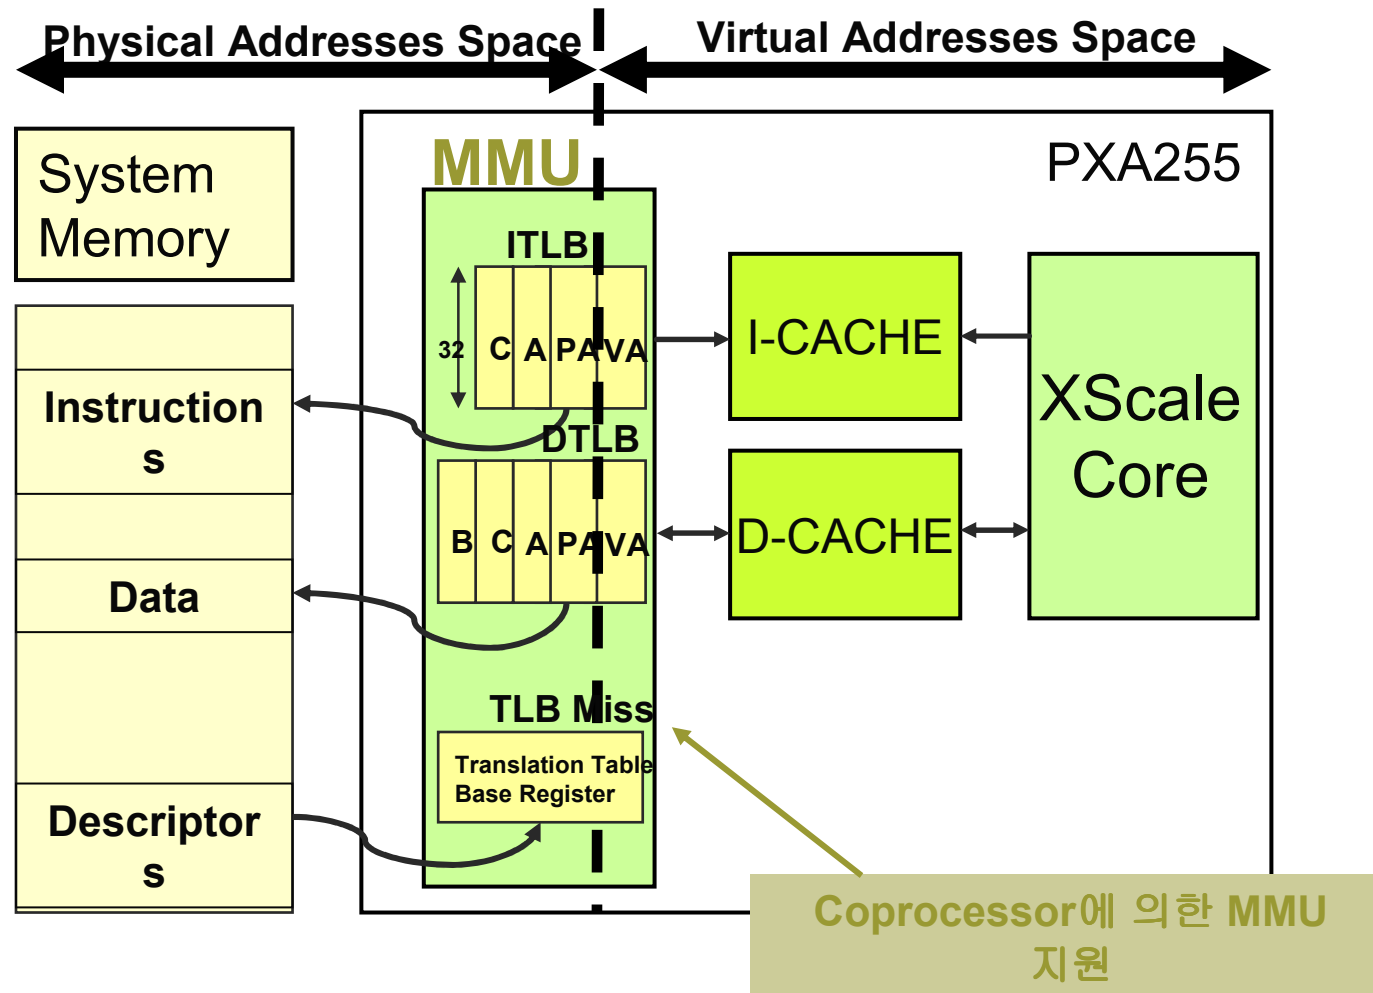 Physical Addresses Space
Virtual Addresses Space
System
Memory
MMU
PXA255
ITLB
32
C A PA VA
I-CACHE
XScale
Core
Instruction
s
DTLB
B C A PA VA
D-CACHE
Data
TLB Miss
Translation Table
Base Register
Descriptor
s
Coprocessor에 의한 MMU
지원